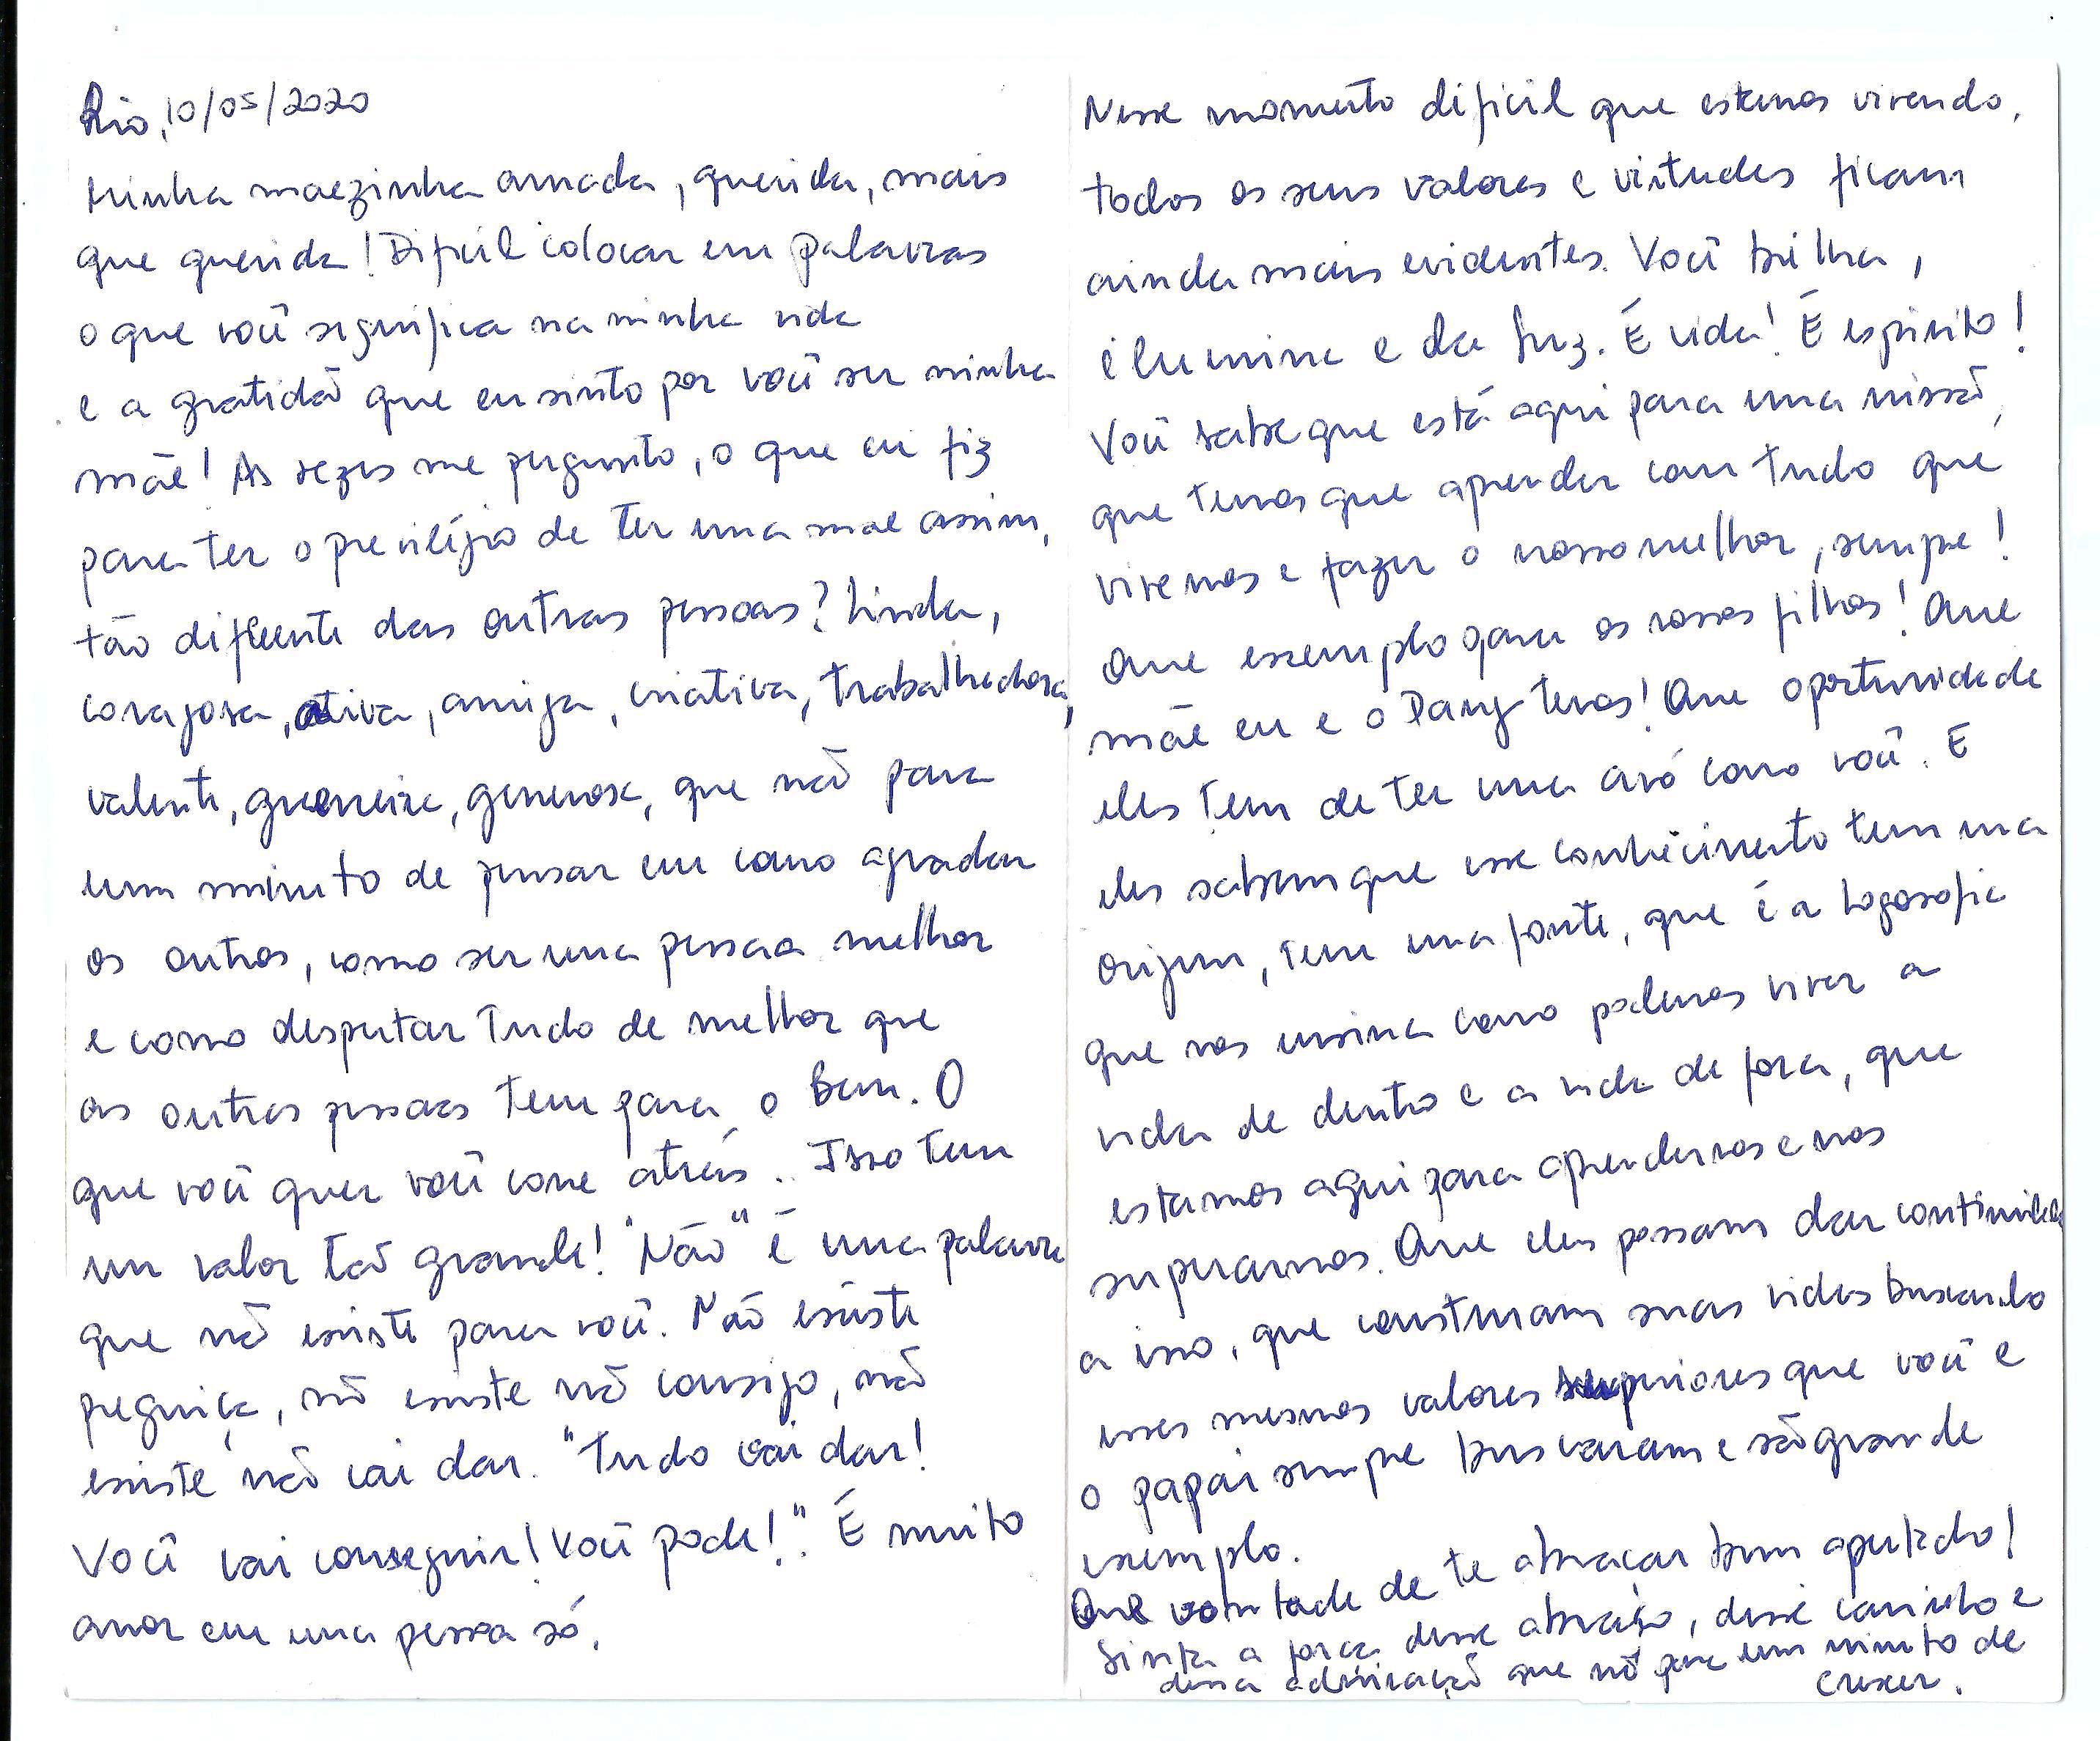 Rio, 10/05/2020
Minha maezinha amada, querida, mais
que querida! Difícil colocar em palavras
o que você significa na minha vida
e a gratidão que eu sinto por você ser minha
mãe! As vezes me pergunto, o que eu fiz
para ter o previlégio de ter uma mãe assim,
tão diferente das outras pessoas? Linda,
corajosa, ativa, amiga, criativa, trabalhadora,
valente, guerreira, generosa, que não para
um minuto de pensar em como agradar
os outros, como ser uma pessoa melhor
e como despertar tudo de melhor que
as outras pessoas tem para o Bem. O
que você quer você corre atrás. Isso tem
um valor tão grande! "Não" é uma palavra
que não existe para você. Não existe
preguiça, não existe não consigo, não
existe não vai dar. "Tudo vai dar!
Você vai conseguir! Você pode!". É muito
amor em uma pessoa só.
Nesse momento difícil que estamos vivendo,
todos os seus valores e virtudes ficam
ainda mais evidentes. Você brilha,
ilumina e da luz. É vida! É espírito!
Você sabe que está aqui para uma missão,
que temos que aprender com tudo que
vivemos e fazer o nosso melhor, sempre!
Que exemplo para os nossos filhos! Que
mãe eu e o Dany temos! Que oportunidade
eles tem de ter uma avó como você. E
eles sabem que esse conhecimento tem uma
origem, tem uma fonte, que é a Logosofia
que nos ensina como podemos viver a
vida de dentro e a vida de fora, que
estamos aqui para aprendermos e nos
superarmos. Que eles possam dar continuidade
a isso, que construam suas vidas buscando
esses mesmos valores superiores que você e
o papai sempre buscaram e são grande
exemplo.
Que vontade de te abraçar bem apertado!
Sinta a força desse abraço, desse carinho e
dessa admiração que não para um minuto de
crescer.